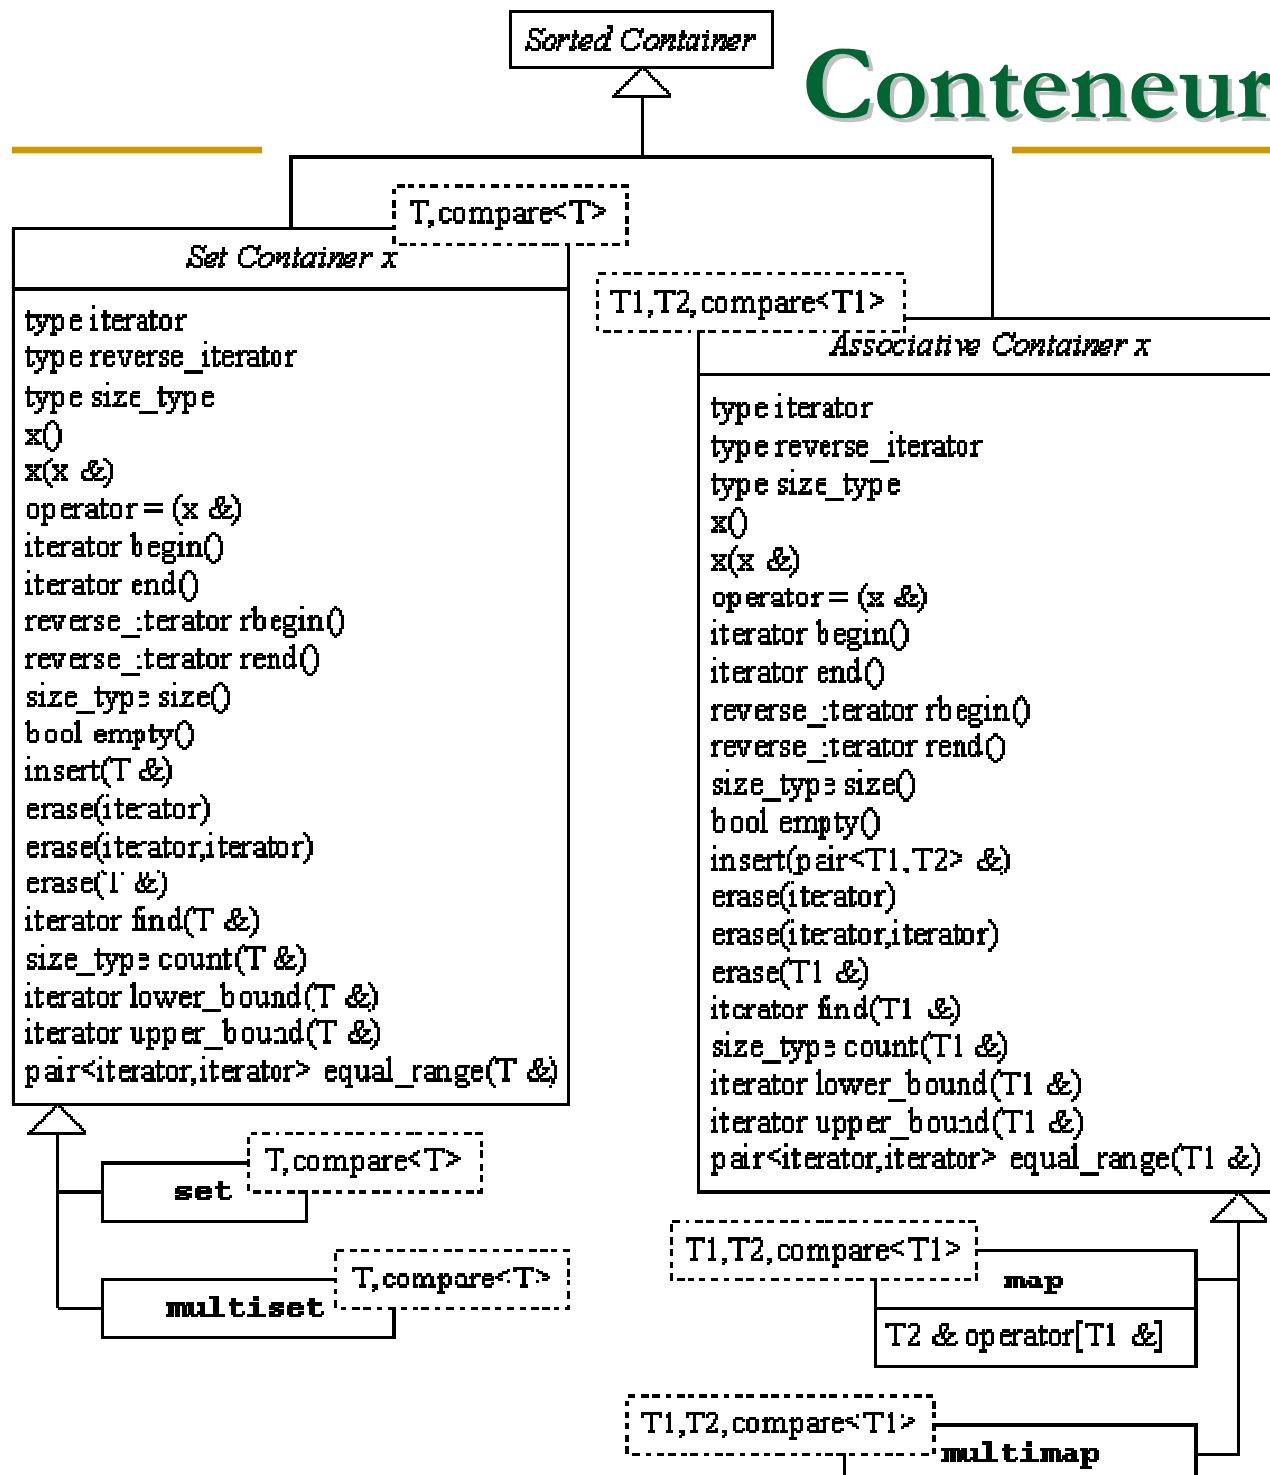 Sorted Container
Conteneur
T,compare<T>
Set Container x
type iterator
type reverse_iterator
type size_type
x()
x(x &)
operator = (x &)
iterator begin()
iterator end()
reverse_iterator rbegin()
reverse_iterator rend()
size_type size()
bool empty()
insert(T &)
erase(iterator)
erase(iterator,iterator)
erase(T &)
iterator find(T &)
size_type count(T &)
iterator lower_bound(T &)
iterator upper_bound(T &)
pair<iterator,iterator> equal_range(T &)
T,compare<T>
set
T,compare<T>
multiset
T1,T2,compare<T1>
Associative Container x
type iterator
type reverse_iterator
type size_type
x()
x(x &)
operator = (x &)
iterator begin()
iterator end()
reverse_iterator rbegin()
reverse_iterator rend()
size_type size()
bool empty()
insert(pair<T1,T2> &)
erase(iterator)
erase(iterator,iterator)
erase(T1 &)
iterator find(T1 &)
size_type count(T1 &)
iterator lower_bound(T1 &)
iterator upper_bound(T1 &)
pair<iterator,iterator> equal_range(T1 &)
T1,T2,compare<T1>
map
T2 & operator[T1 &]
T1,T2,compare<T1>
multimap